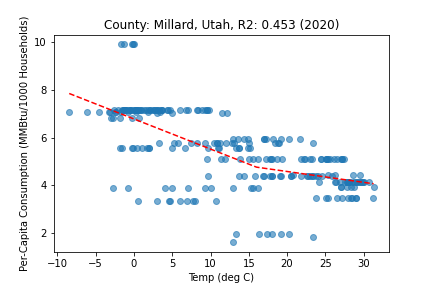 County: Millard, Utah, R2: 0.453 (2020)
Per-Capita Consumption (MMBtu/1000 Households)
10
8
6
4
2
−10 −5 0 5 10 15 20 25 30
Temp (deg C)